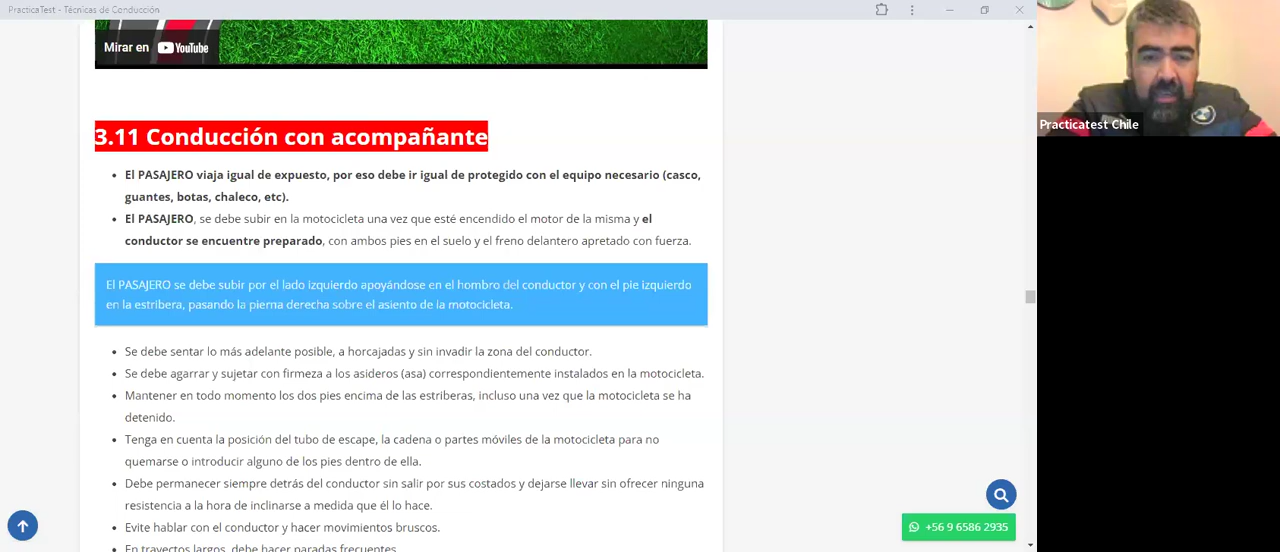 PracticaTest - Técnicas de Conducción
Mirar en YouTube
3.11 Conducción con acompañante
• El PASAJERO viaja igual de expuesto, por eso debe ir igual de protegido con el equipo necesario (casco,
guantes, botas, chaleco, etc).
• El PASAJERO, se debe subir en la motocicleta una vez que esté encendido el motor de la misma y el
conductor se encuentre preparado, con ambos pies en el suelo y el freno delantero apretado con fuerza.
El PASAJERO se debe subir por el lado izquierdo apoyándose en el hombro del conductor y con el pie izquierdo
en la estribera, pasando la pierna derecha sobre el asiento de la motocicleta.
• Se debe sentar lo más adelante posible, a horcajadas y sin invadir la zona del conductor.
• Se debe agarrar y sujetar con firmeza a los asideros (asa) correspondientemente instalados en la motocicleta.
• Mantener en todo momento los dos pies encima de las estriberas, incluso una vez que la motocicleta se ha
detenido.
• Tenga en cuenta la posición del tubo de escape, la cadena o partes móviles de la motocicleta para no
quemarse o introducir alguno de los pies dentro de ella.
• Debe permanecer siempre detrás del conductor sin salir por sus costados y dejarse llevar sin ofrecer ninguna
resistencia a la hora de inclinarse a medida que él lo hace.
• Evite hablar con el conductor y hacer movimientos bruscos.
• En trayectos largos, debe hacer paradas frecuentes.
+56 9 6586 2935
Practicatest Chile